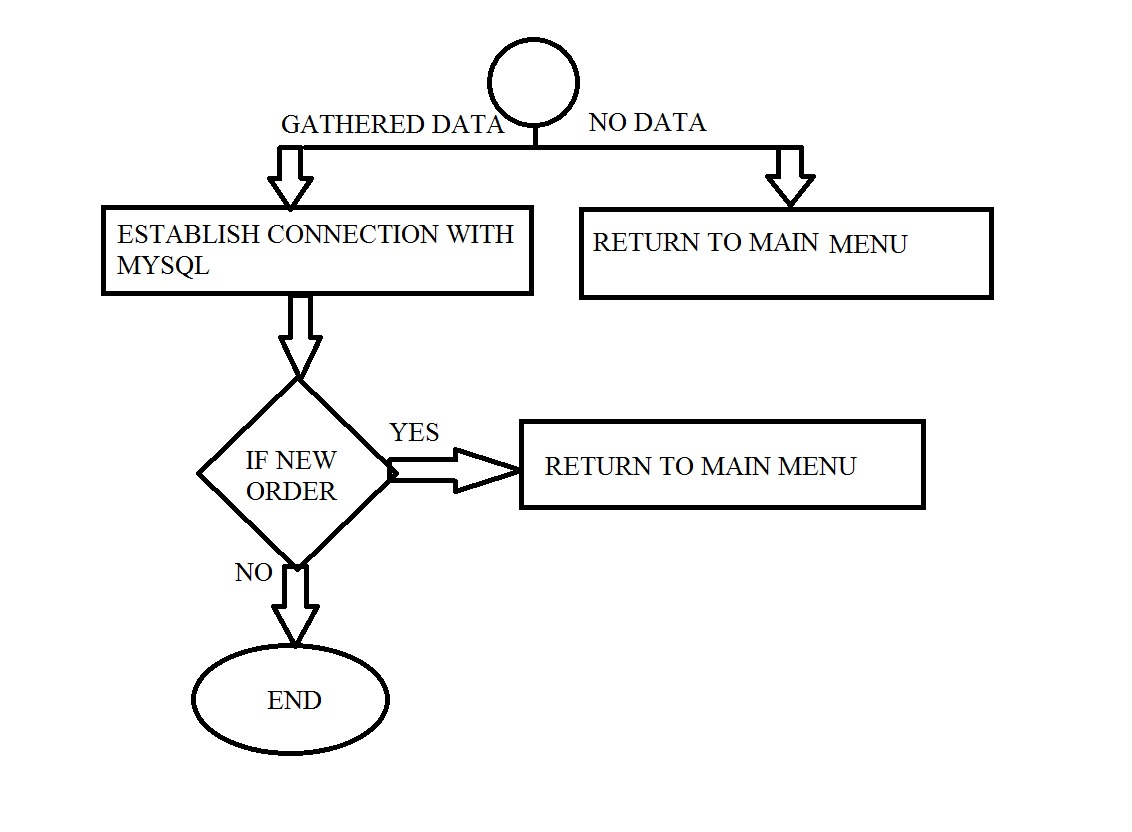 GATHERED DATA
NO DATA
ESTABLISH CONNECTION WITH
MYSQL
RETURN TO MAIN MENU
IF NEW
ORDER
YES
RETURN TO MAIN MENU
NO
END